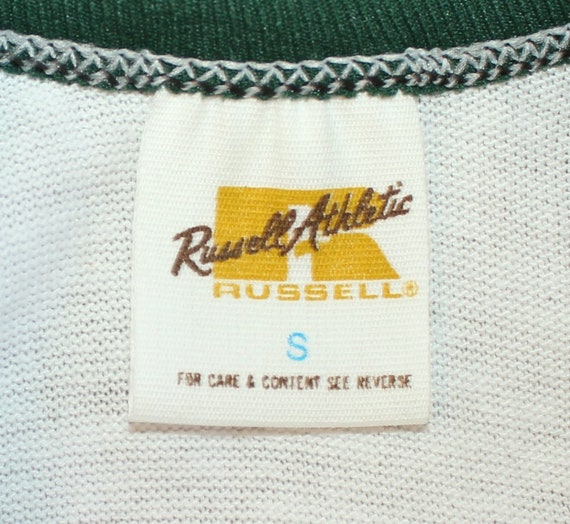 Russell Athletic
RUSSELL®
S
FOR CARE & CONTENT SEE REVERSE